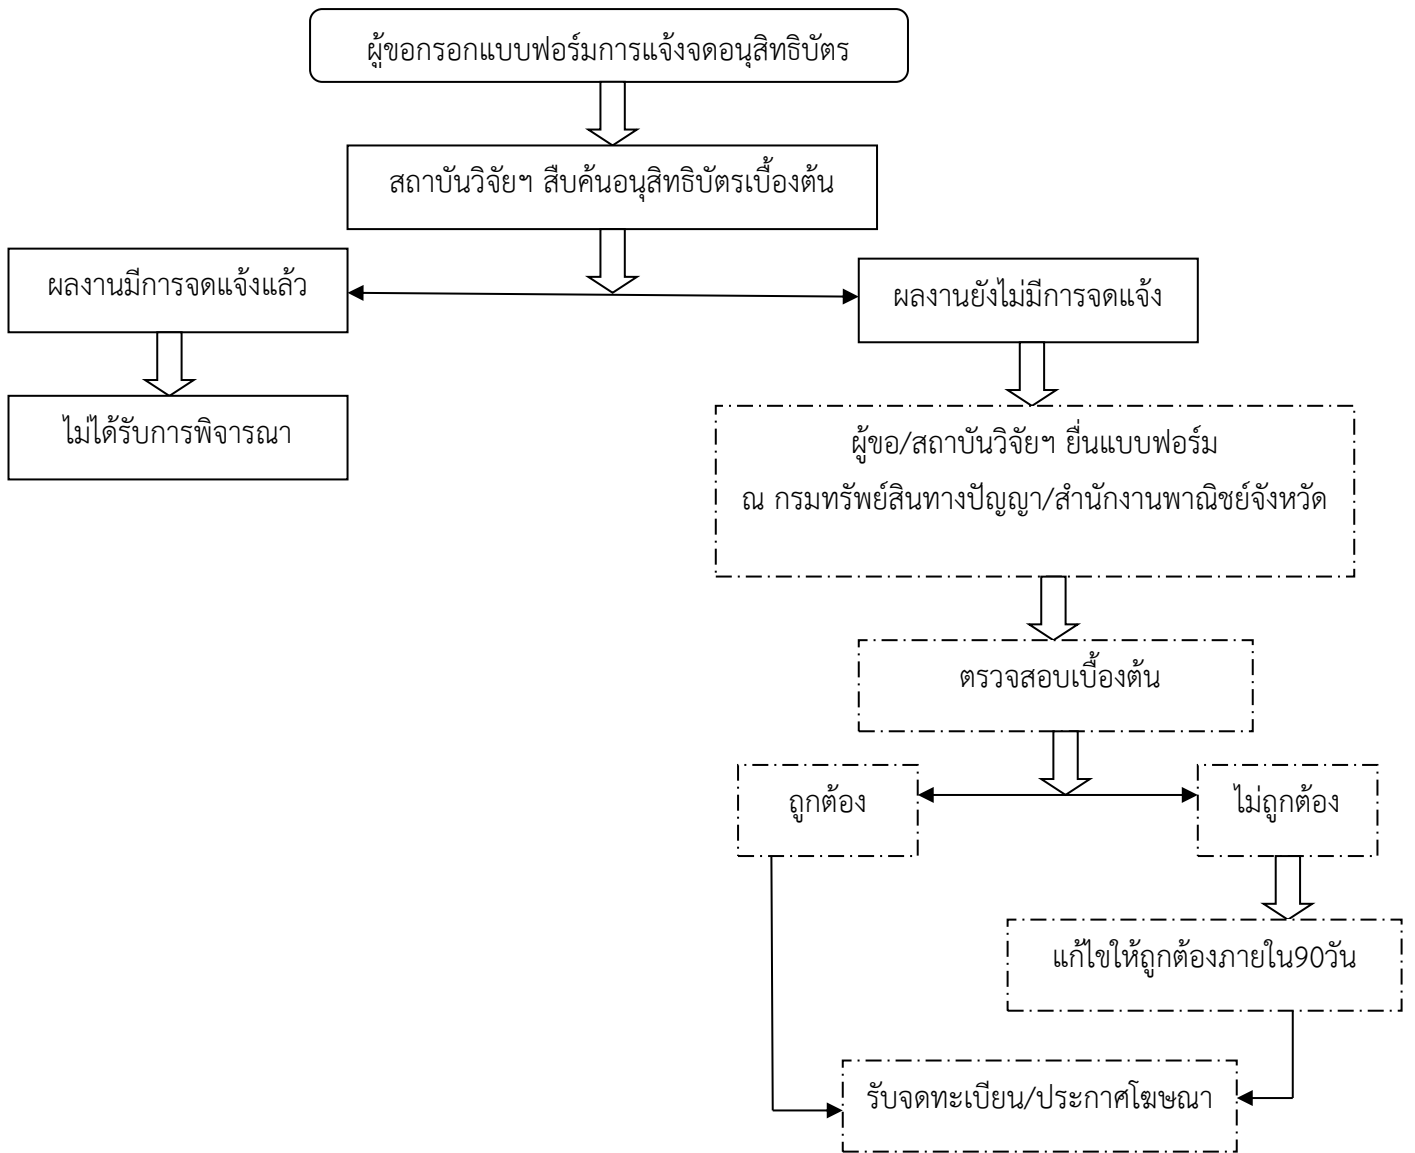 ผู้ขอกรอกแบบฟอร์มการแจ้งจดอนุสิทธิบัตร
สถาบันวิจัยฯ สืบค้นอนุสิทธิบัตรเบื้องต้น
ผลงานมีการจดแจ้งแล้ว
ผลงานยังไม่มีการจดแจ้ง
ไม่ได้รับการพิจารณา
ผู้ขอ/สถาบันวิจัยฯ ยื่นแบบฟอร์ม
ณ กรมทรัพย์สินทางปัญญา/สำนักงานพาณิชย์จังหวัด
ตรวจสอบเบื้องต้น
ถูกต้อง
ไม่ถูกต้อง
แก้ไขให้ถูกต้องภายใน90วัน
รับจดทะเบียน/ประกาศโฆษณา